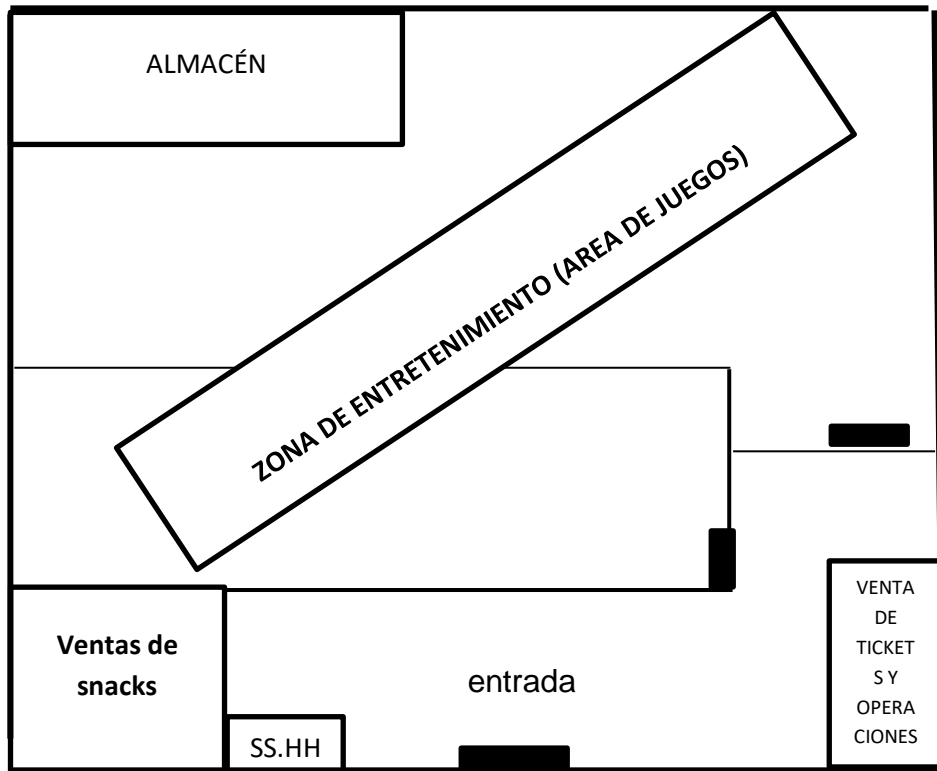 ALMACÉN
ZONA DE ENTRETENIMIENTO (AREA DE JUEGOS)
Ventas de
snacks
SS.HH
entrada
VENTA
DE
TICKET
S Y
OPERA
CIONES